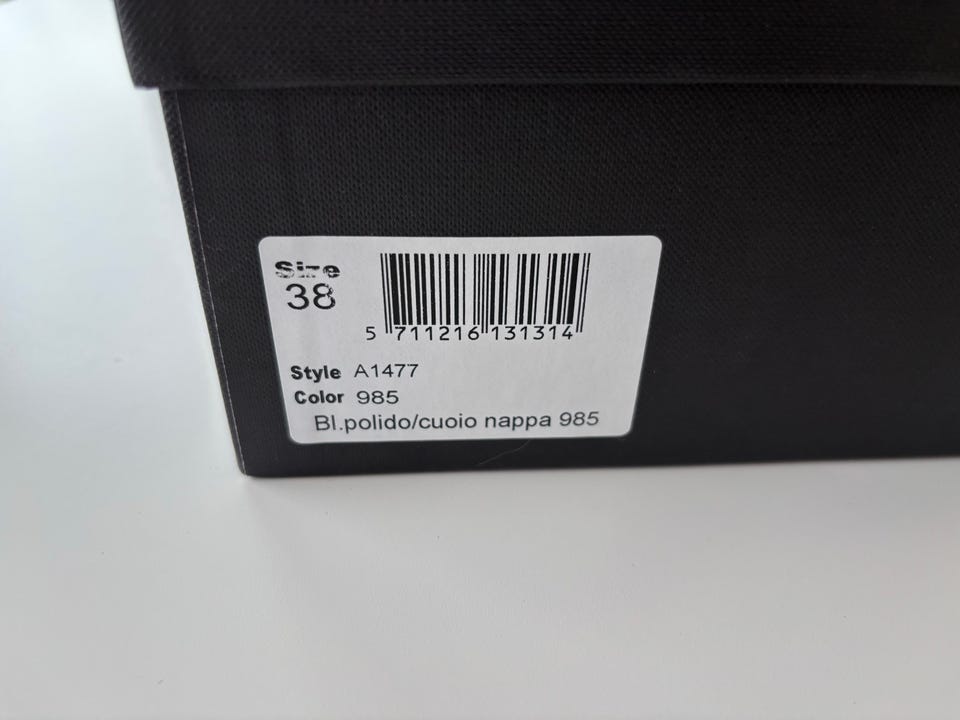 Size
38
5 711216 131314
Style A1477
Color 985
Bl.polido/cuoio nappa 985